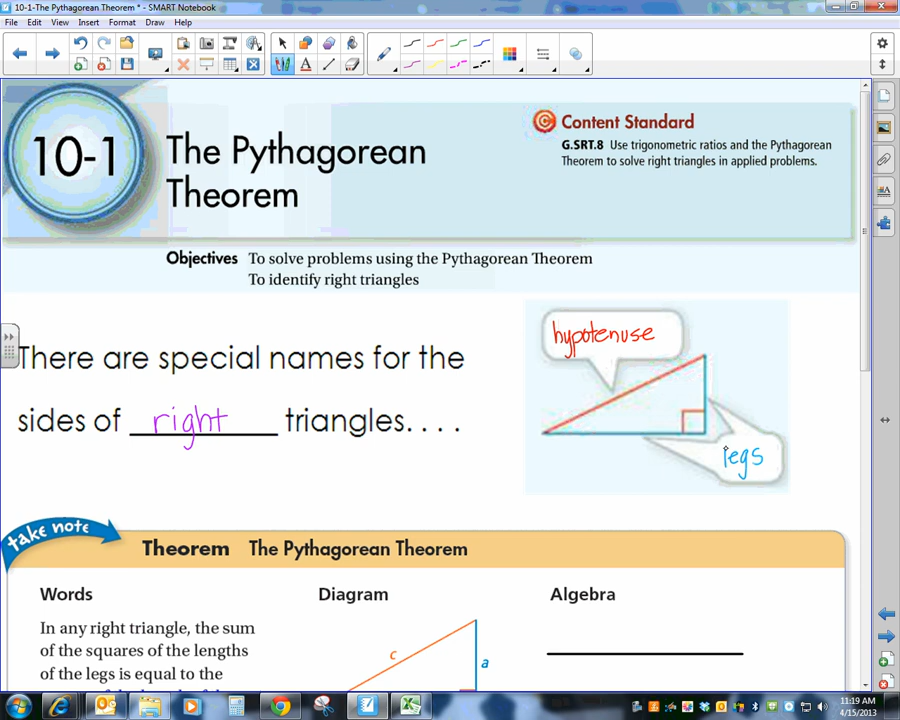 10-1-The Pythagorean Theorem * - SMART Notebook
File Edit View Insert Format Draw Help
10-1
The Pythagorean
Theorem
Content Standard
G.SRT.8 Use trigonometric ratios and the Pythagorean
Theorem to solve right triangles in applied problems.
Objectives To solve problems using the Pythagorean Theorem
To identify right triangles
There are special names for the
sides of right triangles. . . .
hypotenuse
legs
take note
Theorem The Pythagorean Theorem
Words Diagram Algebra
In any right triangle, the sum
of the squares of the lengths
of the legs is equal to the
c
a
11:19 AM
4/15/2013